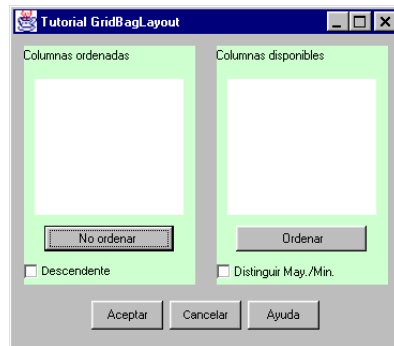 Tutorial GridBagLayout
Columnas ordenadas
Columnas disponibles
No ordenar
Ordenar
Descendente
Distinguir May./Min.
Aceptar
Cancelar
Ayuda